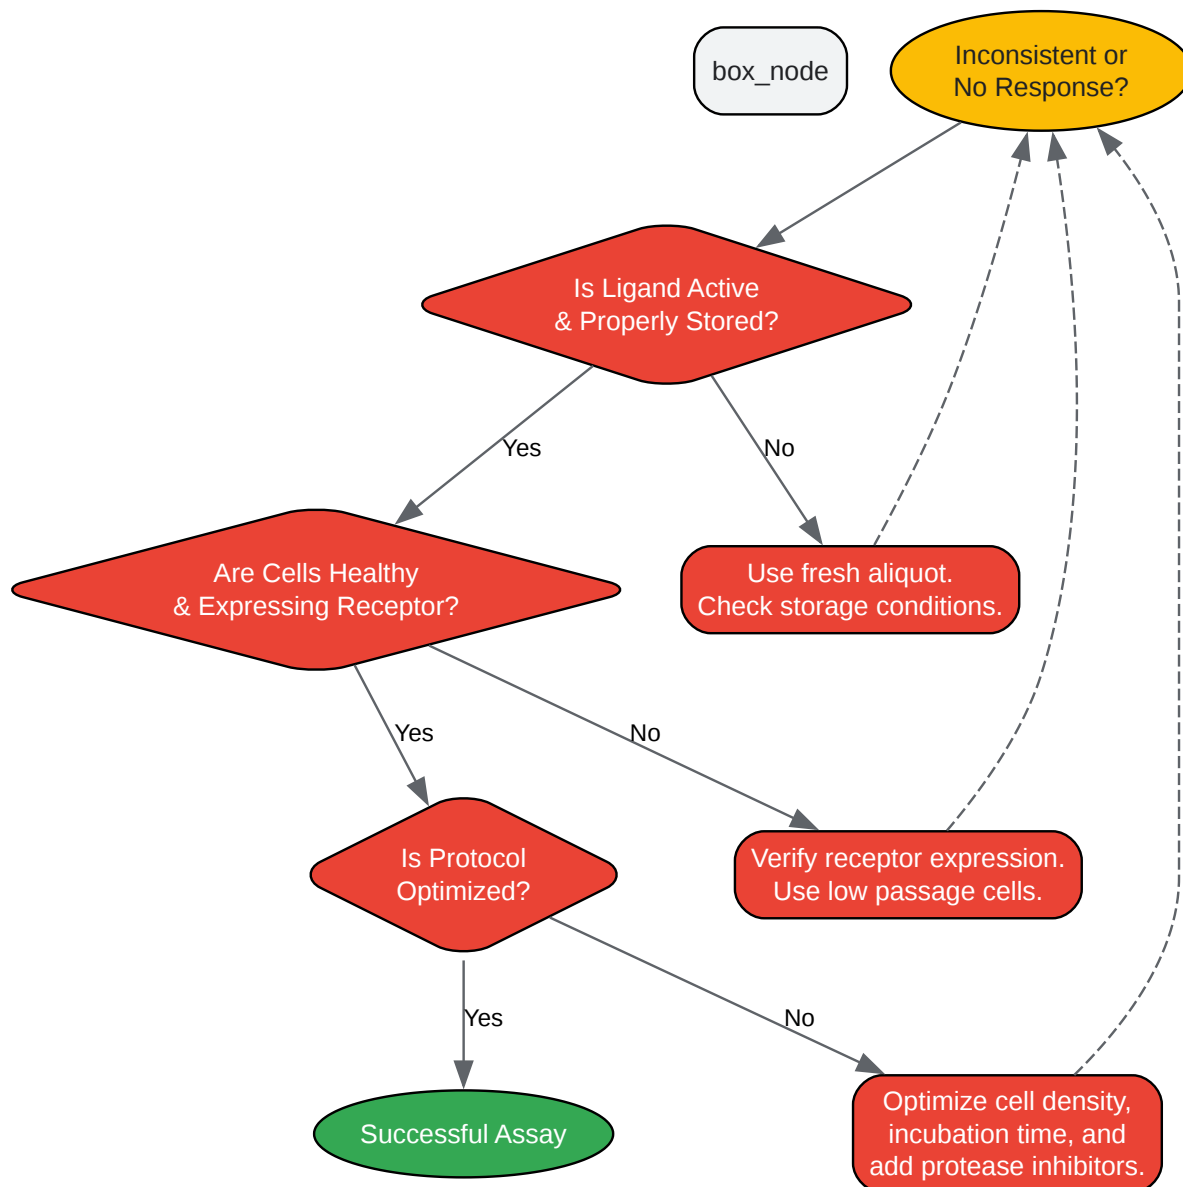 box_node
Inconsistent or
No Response?
Is Ligand Active
& Properly Stored?
Yes
No
Are Cells Healthy
& Expressing Receptor?
Use fresh aliquot.
Check storage conditions.
Yes
No
Is Protocol
Optimized?
Verify receptor expression.
Use low passage cells.
Yes
No
Successful Assay
Optimize cell density,
incubation time, and
add protease inhibitors.